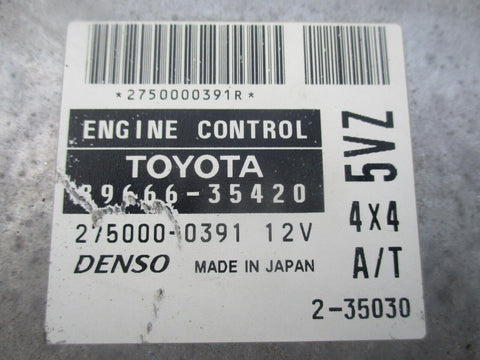 *2750000391R*
ENGINE CONTROL
TOYOTA
89666-35420
275000-0391 12V
DENSO MADE IN JAPAN
5VZ
4x4
A/T
2-35030